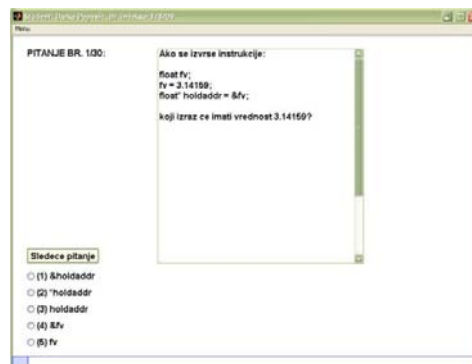 Menu
PITANJE BR. 1/30:
Ako se izvrse instrukcije:
float fv;
fv = 3.14159;
float* holdaddr = &fv;
koji izraz ce imati vrednost 3.14159?
Sledece pitanje
(1) &holdaddr
(2) *holdaddr
(3) holdaddr
(4) &fv
(5) fv